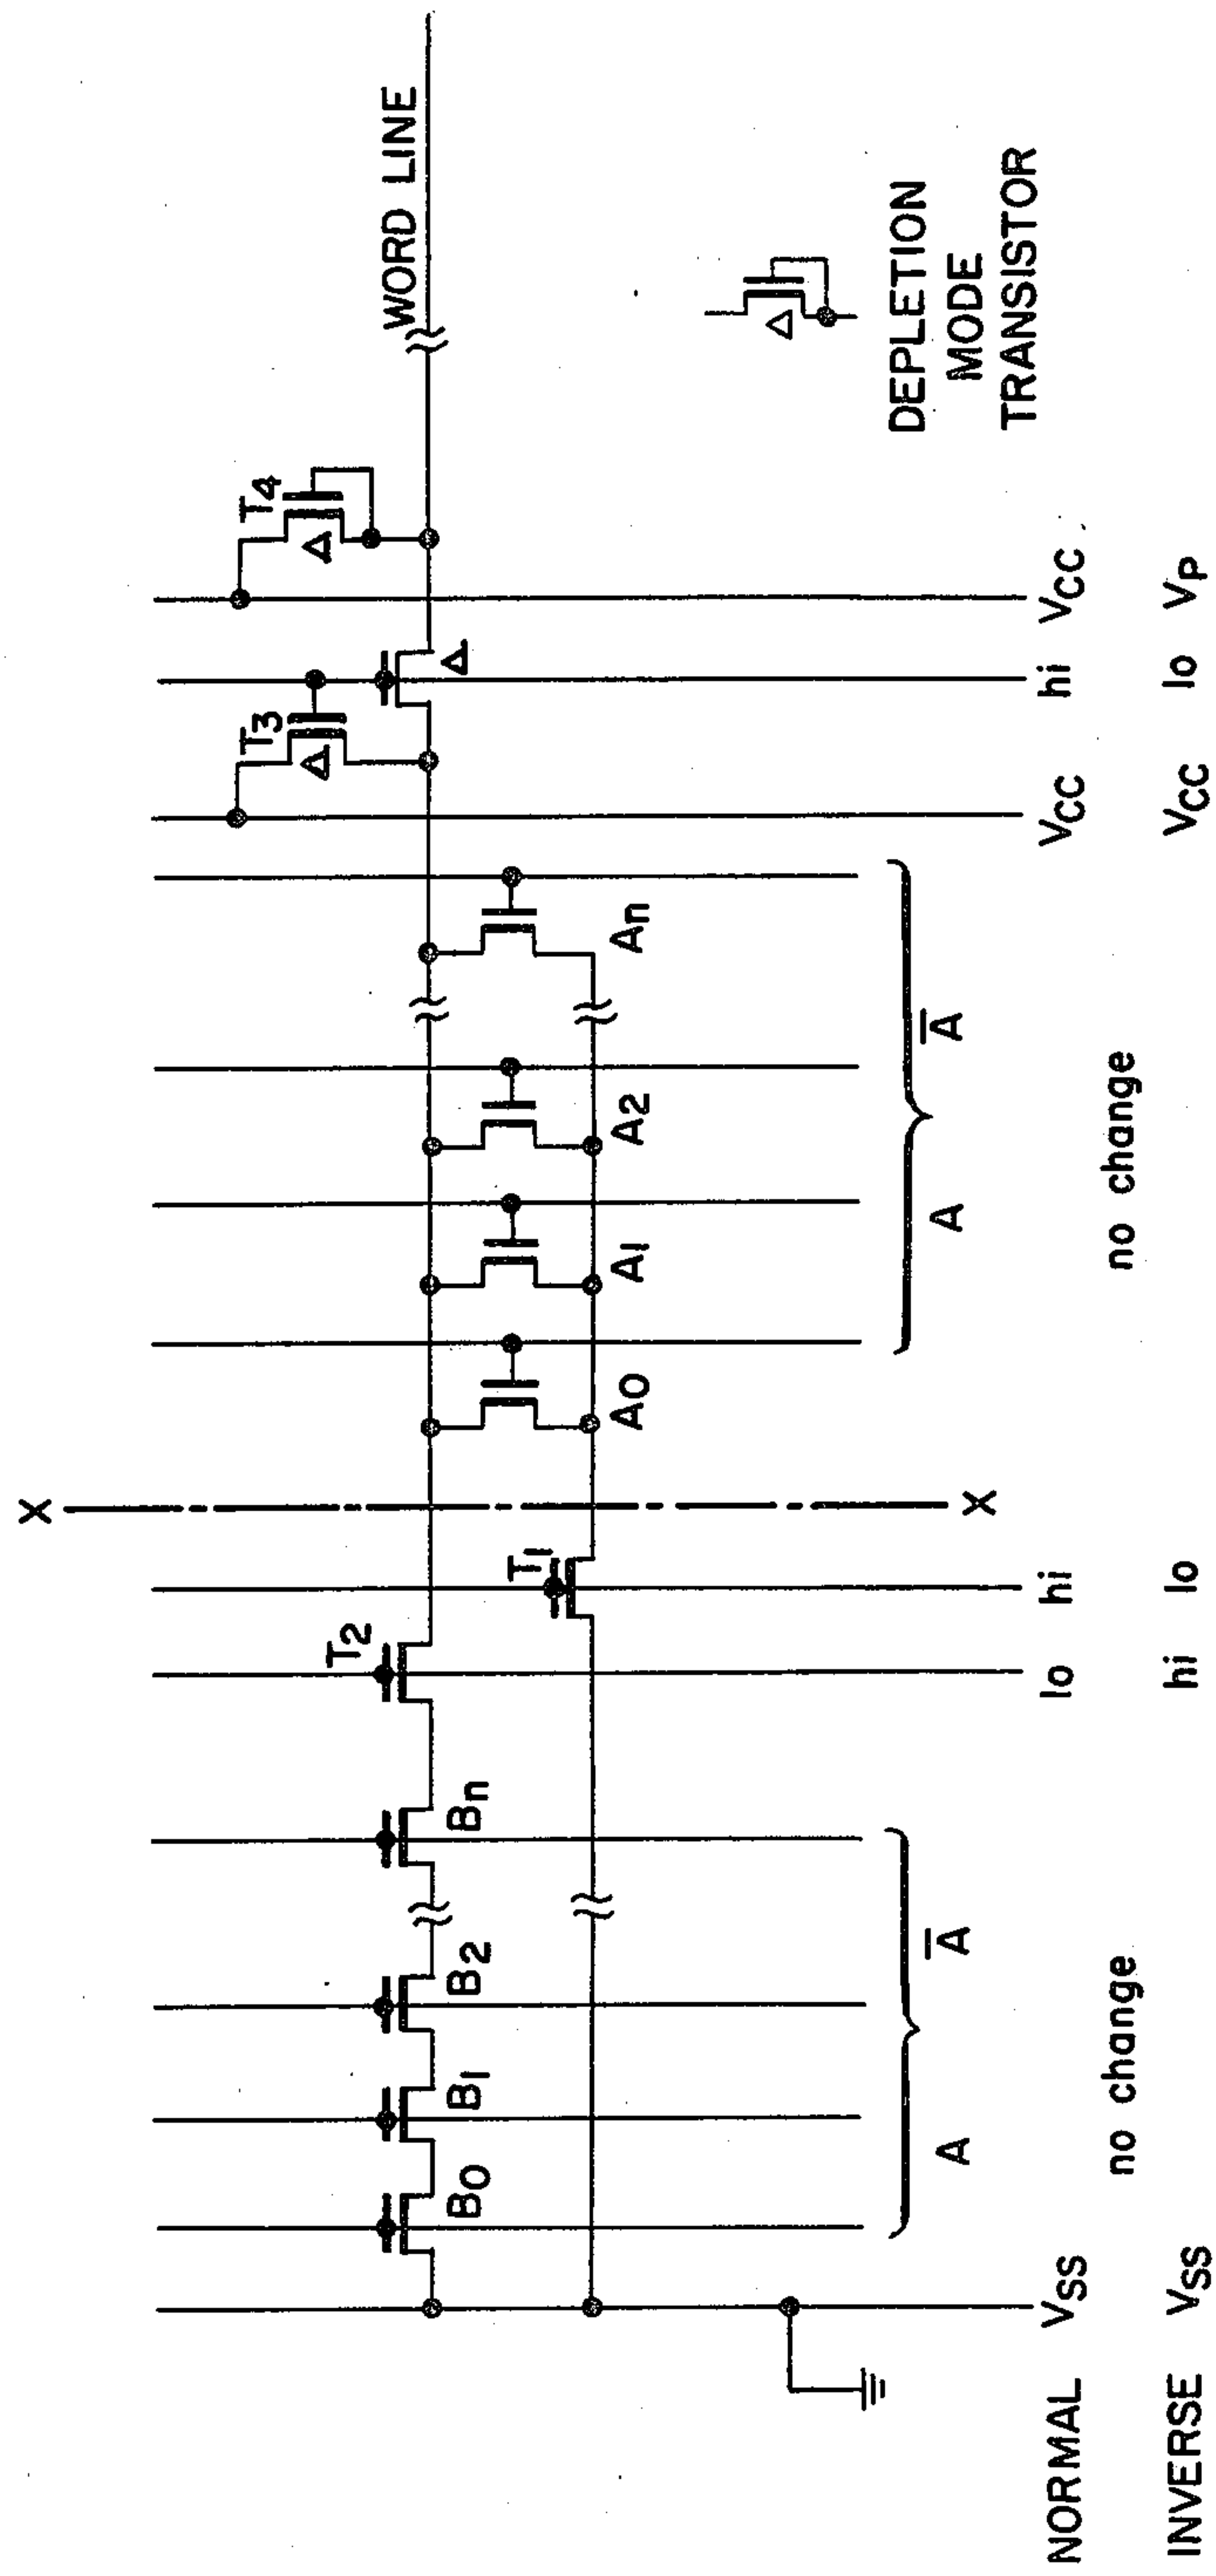 WORD LINE
T4
T3
Δ
Δ
Δ
Δ
DEPLETION
MODE
TRANSISTOR
X
X
T2
T1
B0 B1 B2 Bn
A0 A1 A2 An
A A̅
A A̅
NORMAL VSS no change lo hi no change VCC hi VCC
INVERSE VSS hi lo VCC lo VP